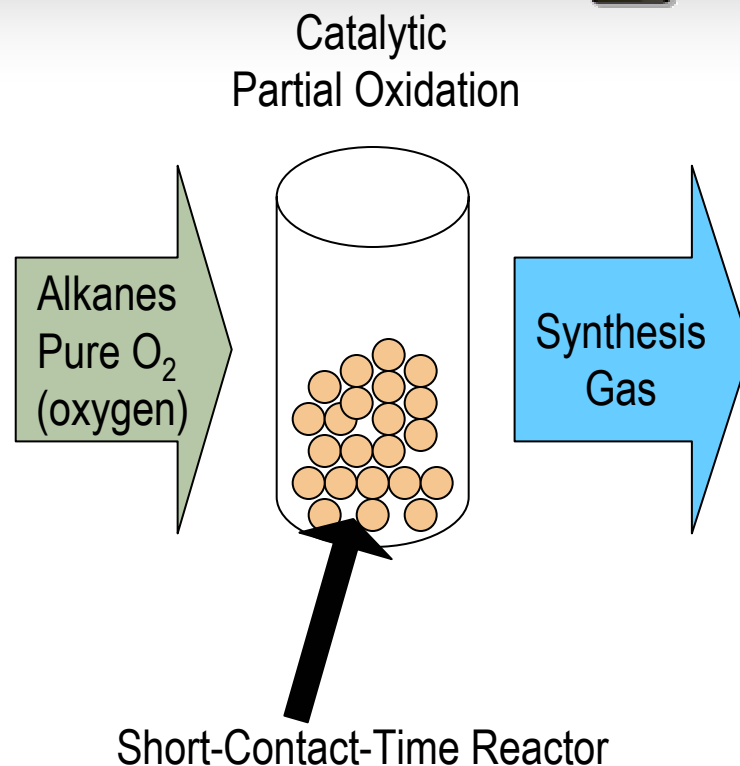 Catalytic
Partial Oxidation
Alkanes
Pure O₂
(oxygen)
Synthesis
Gas
Short-Contact-Time Reactor